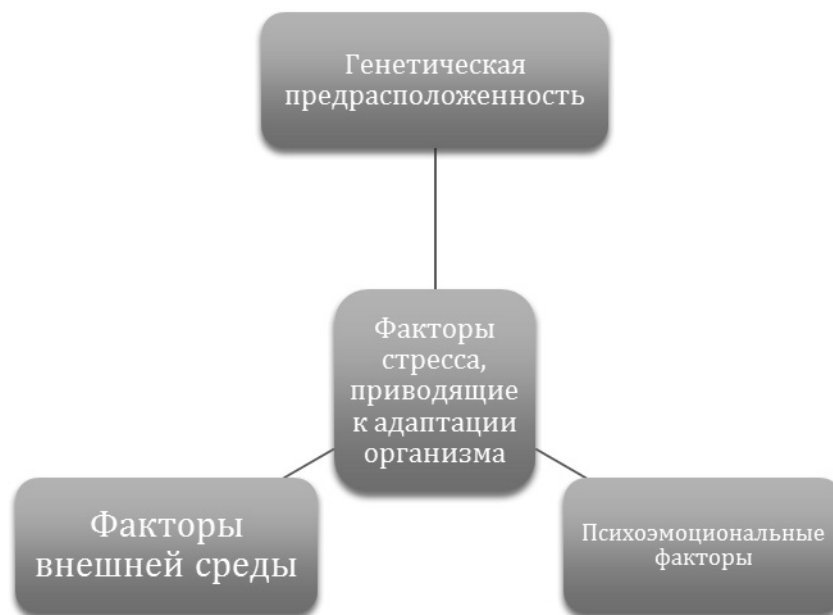 Генетическая
предрасположенность
Факторы
стресса,
приводящие
к адаптации
организма
Факторы
внешней среды
Психоэмоциональные
факторы